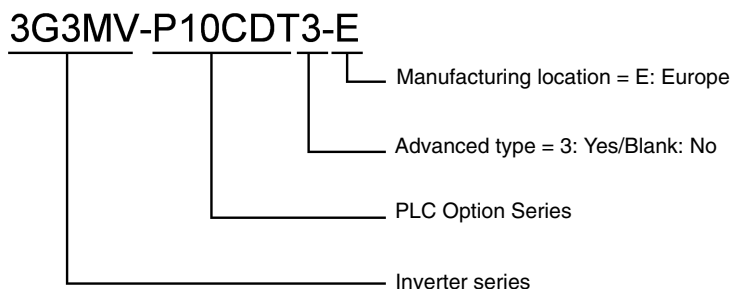 3G3MV-P10CDT3-E
Manufacturing location = E: Europe
Advanced type = 3: Yes/Blank: No
PLC Option Series
Inverter series